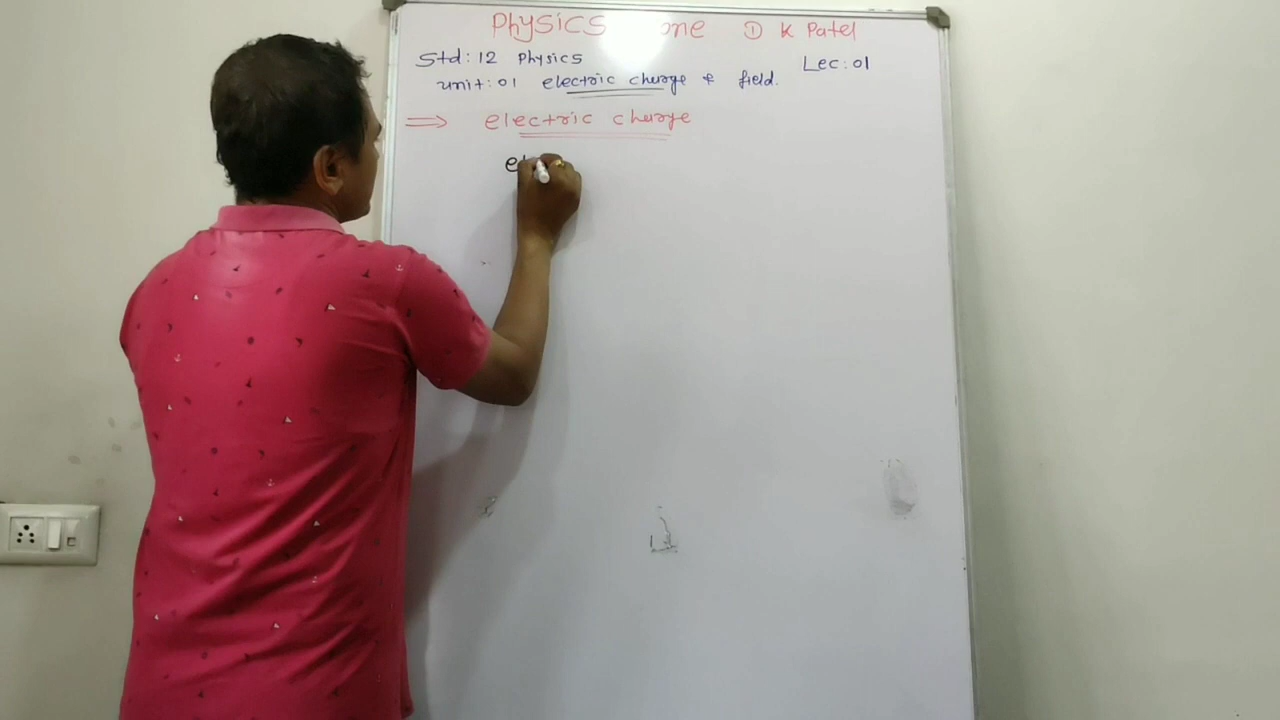 Physics one ① K Patel
Std: 12 Physics
Lec: 01
unit: 01 electric charge & field.
⇒ electric charge